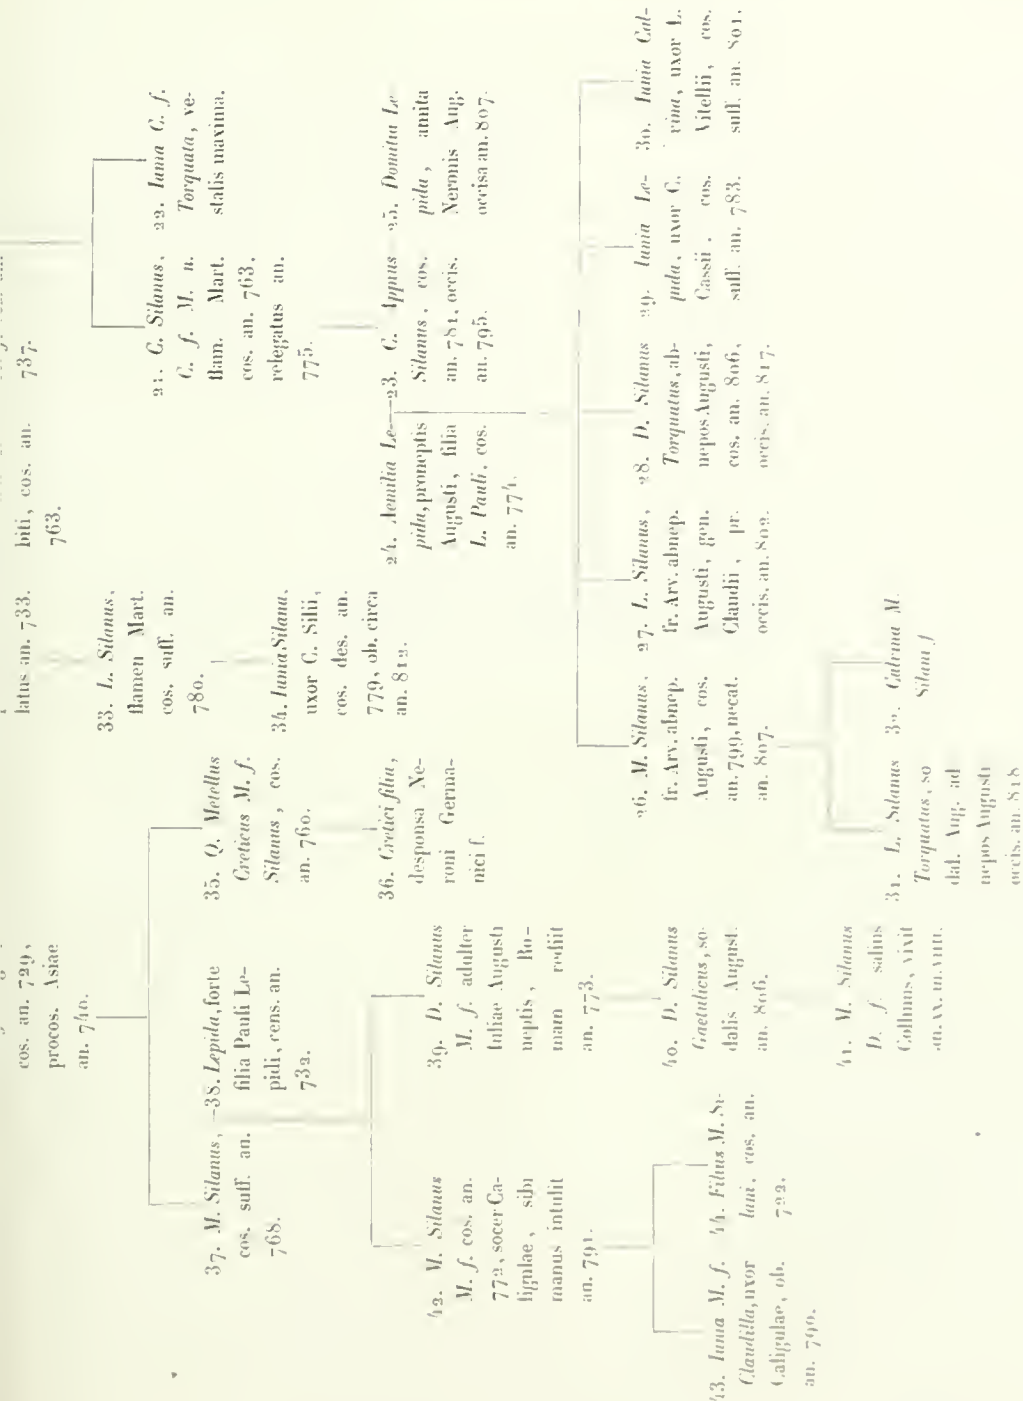 cos. an. 729,
procos. Asiae
an. 740.
latus an. 733.
biti, cos. an.
763.
737.
37. M. Silanus,
cos. suff. an.
768.
38. Lepida, forte
filia Pauli Le-
pidi, cens. an.
732.
35. Q. Metellus
Creticus M. f.
Silanus, cos.
an. 760.
33. L. Silanus,
flamen Mart.
cos. suff. an.
780.
21. C. Silanus,
C. f. M. n.
flam. Mart.
cos. an. 763,
relegatus an.
775.
22. Iunia C. f.
Torquata, ve-
stalis maxima.
36. Cretici filia,
desponsa Ne-
roni Germa-
nici f.
34. Iunia Silana,
uxor C. Silii,
cos. des. an.
779, ob. circa
an. 812.
24. Aemilia Le-
pida, proneptis
Augusti, filia
L. Pauli, cos.
an. 774.
23. C. Appius
Silanus, cos.
an. 781, occis.
an. 795.
25. Domitia Le-
pida, amita
Neronis Aug.
occisa an. 807.
42. M. Silanus
M. f. cos. an.
772, socer Ca-
ligulae, sibi
manus intulit
an. 791.
39. D. Silanus
M. f. adulter
Iuliae Augusti
neptis, Ro-
mam rediit
an. 773.
26. M. Silanus,
fr. Arv. abnep.
Augusti, cos.
an. 799, necat.
an. 807.
27. L. Silanus,
fr. Arv. abnep.
Augusti, gen.
Claudii, pr.
occis. an. 802.
28. D. Silanus
Torquatus, ab-
nepos Augusti,
cos. an. 806,
occis. an. 817.
29. Iunia Le-
pida, uxor C.
Cassii, cos.
suff. an. 783.
30. Iunia Cal-
vina, uxor L.
Vitellii, cos.
suff. an. 801.
40. D. Silanus
Gaetulicus, so-
dalis August.
an. 806.
43. Iunia M. f.
Claudilla, uxor
Caligulae, ob.
an. 790.
44. Filius M. Si-
lani, cos. an.
722.
41. M. Silanus
D. f. salius
Collinus, vixit
31. L. Silanus
Torquatus, so
dal. Aug. ad
nepos Augusti
occis. an. 818
32. Calvina M.
Silani f